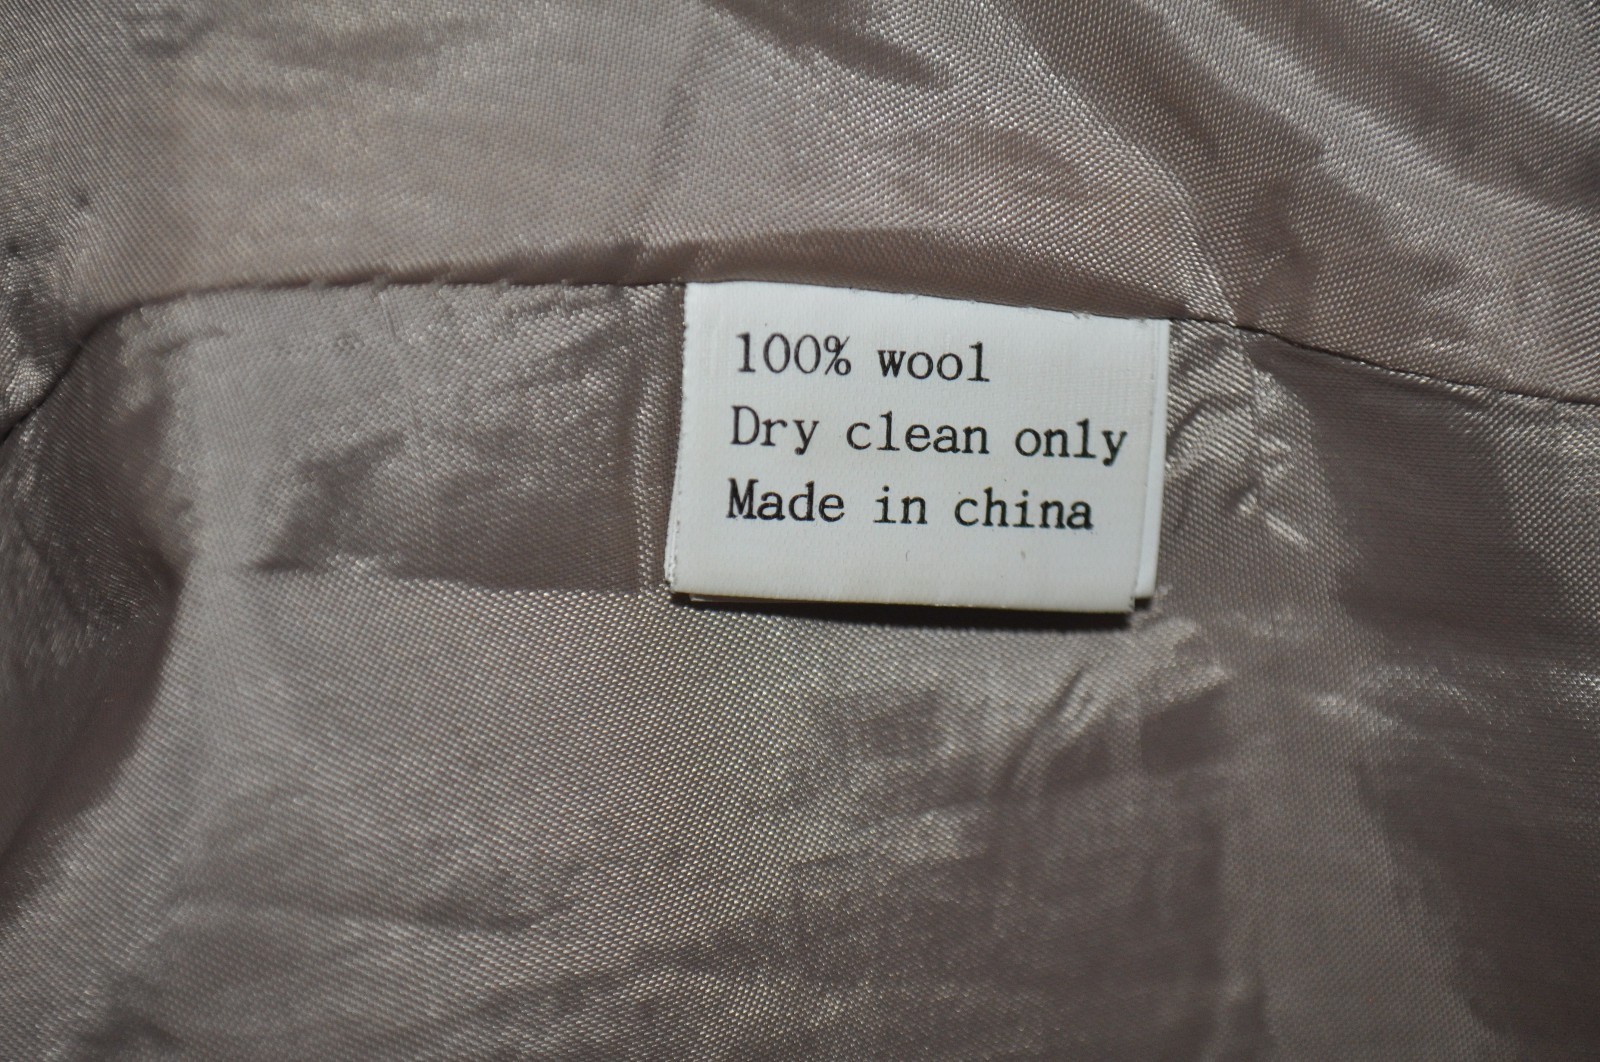 100% wool
Dry clean only
Made in china